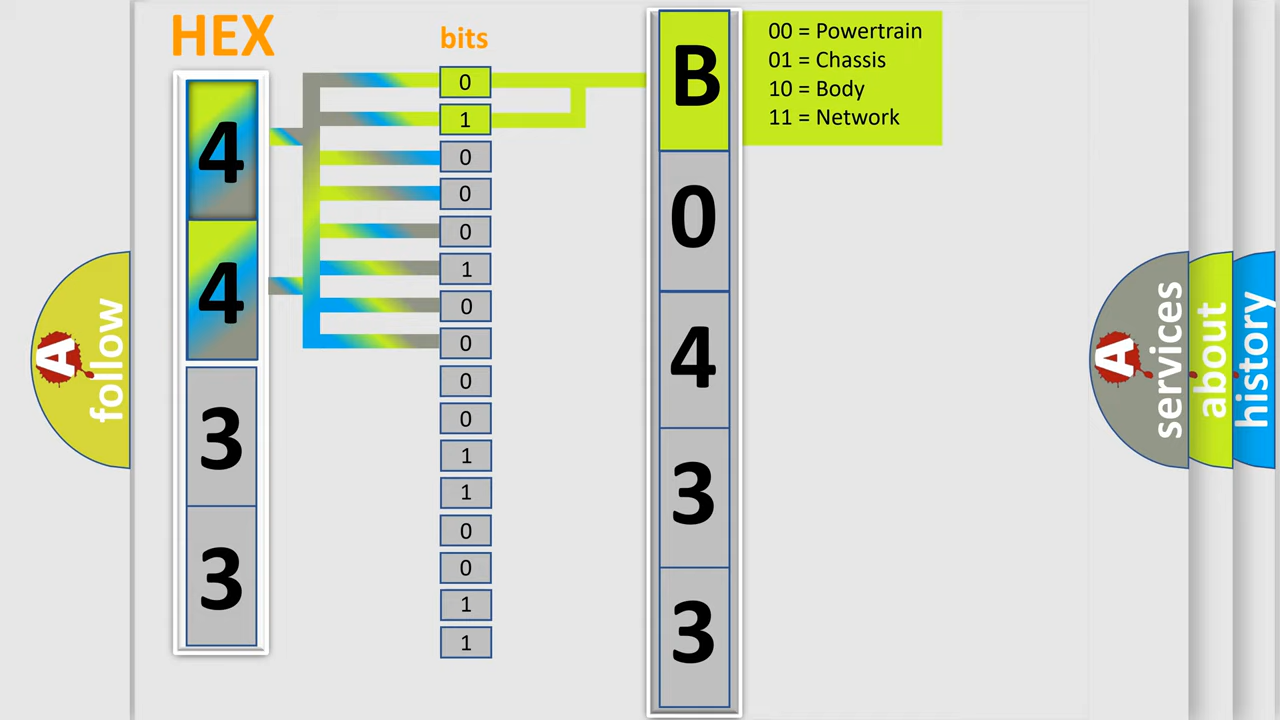 HEX
bits
4
4
3
3
0
1
0
0
0
1
0
0
0
0
1
1
0
0
1
1
B
0
4
3
3
00 = Powertrain
01 = Chassis
10 = Body
11 = Network
A
follow
A
services
about
history